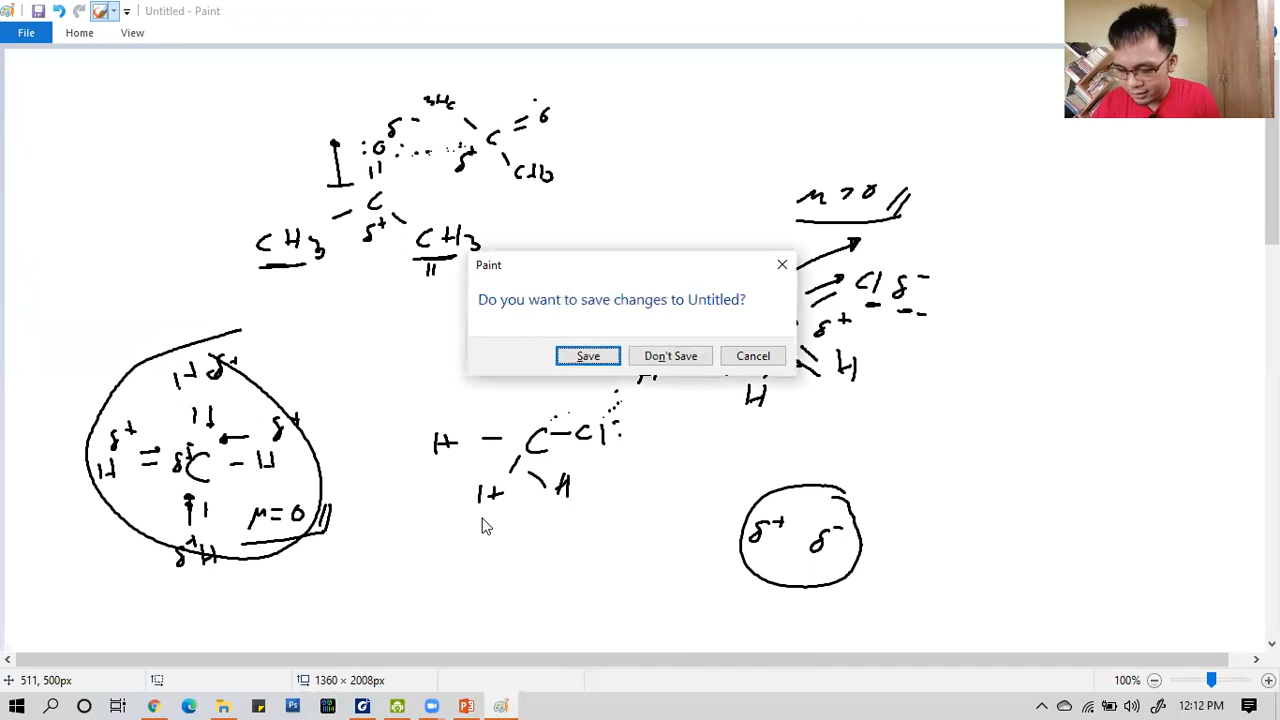 Untitled - Paint
File Home View
3Hc
δ-
:O:
C
O
δ+
CH3
C
δ+
CH3
CH3
μ > 0
Cl δ-
δ+
H
H
Paint
Do you want to save changes to Untitled?
Save Don't Save Cancel
H δ+
δ+
δ+
H
δ-
C - H
μ = 0
δ+ H
H - C - Cl:
H H
δ+ δ-
511, 500px
1360 × 2008px
100%
12:12 PM